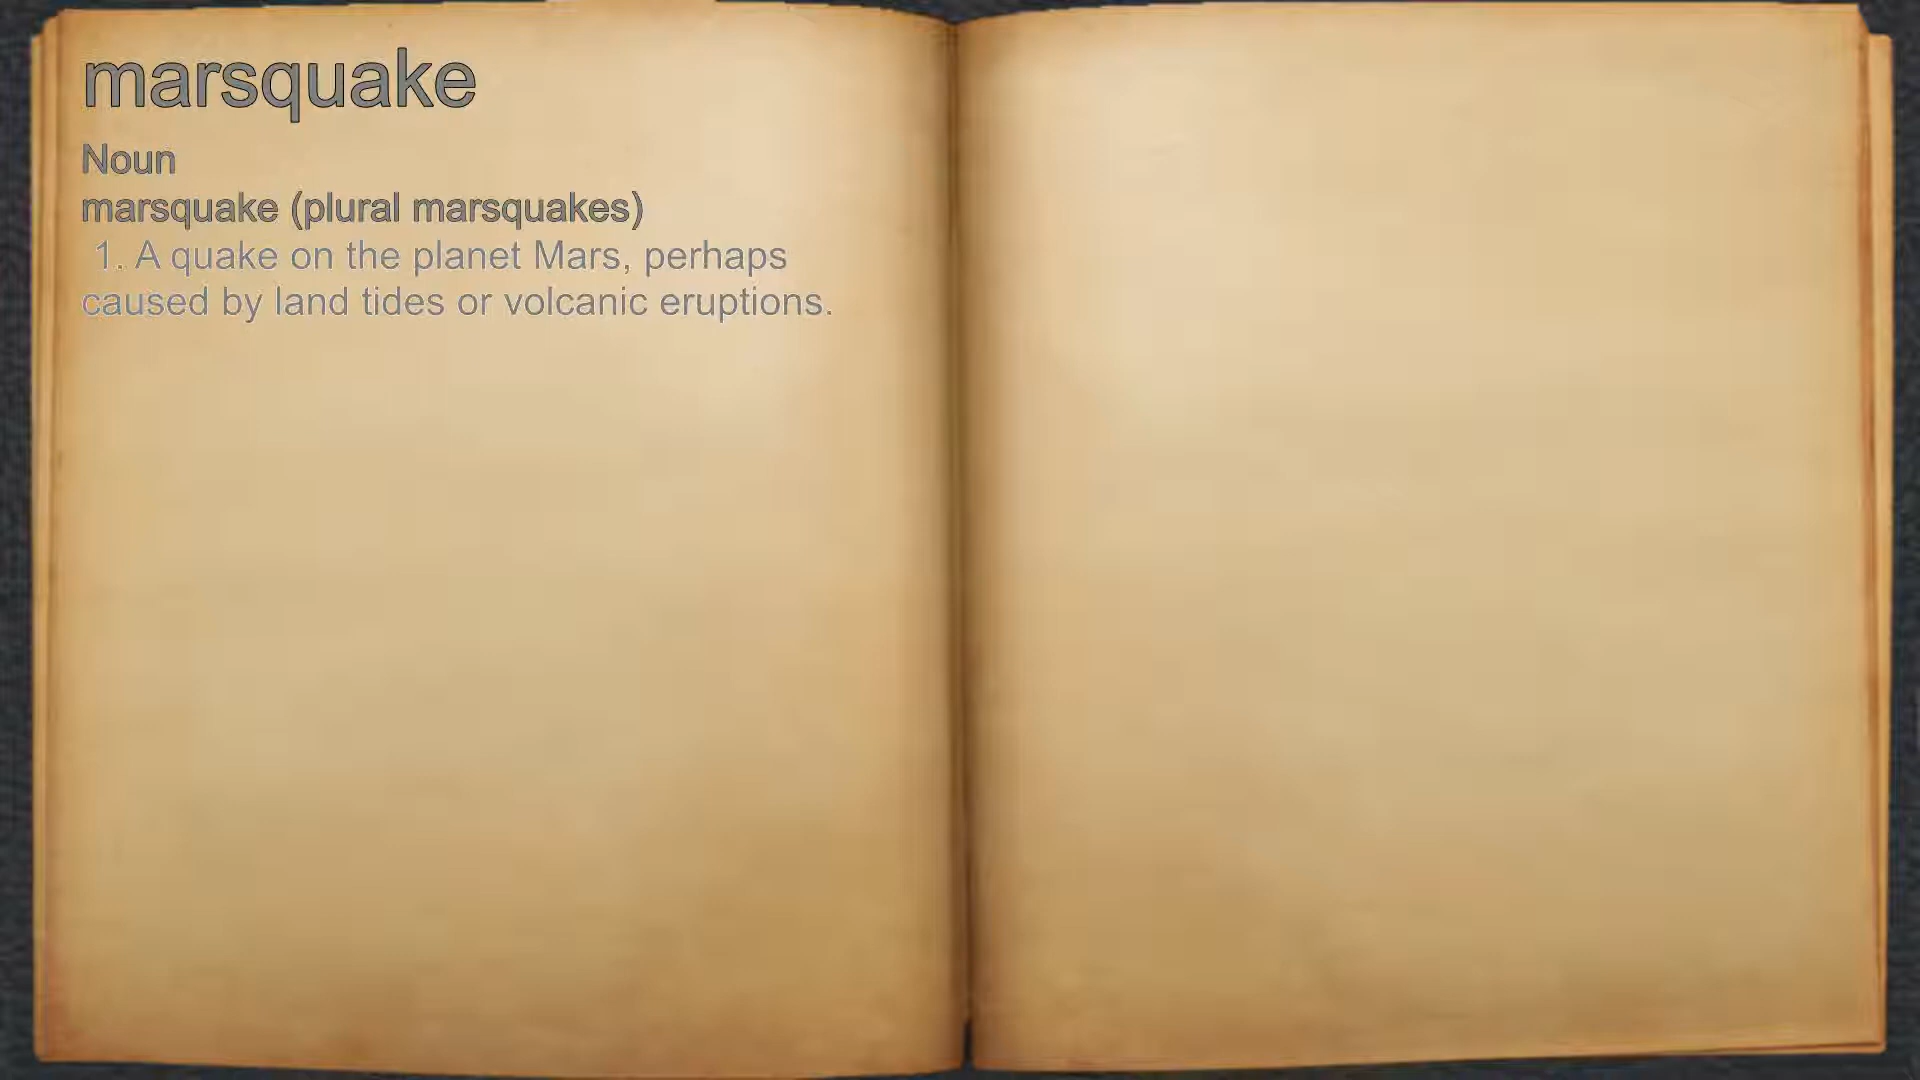 marsquake
Noun
marsquake (plural marsquakes)
1. A quake on the planet Mars, perhaps
caused by land tides or volcanic eruptions.